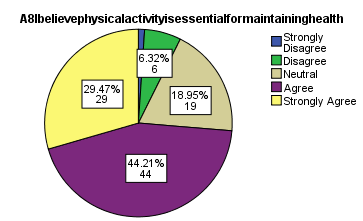 A8Ibelievephysicalactivityisessentialformaintaininghealth
Strongly
Disagree
Disagree
Neutral
Agree
Strongly Agree
6.32%
6
18.95%
19
44.21%
44
29.47%
29